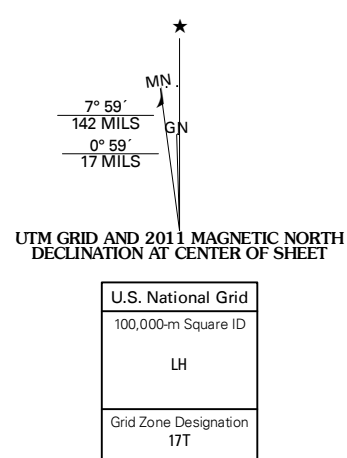 ★
MN
7° 59´
142 MILS
GN
0° 59´
17 MILS
UTM GRID AND 2011 MAGNETIC NORTH
DECLINATION AT CENTER OF SHEET
U.S. National Grid
100,000-m Square ID
LH
Grid Zone Designation
17T